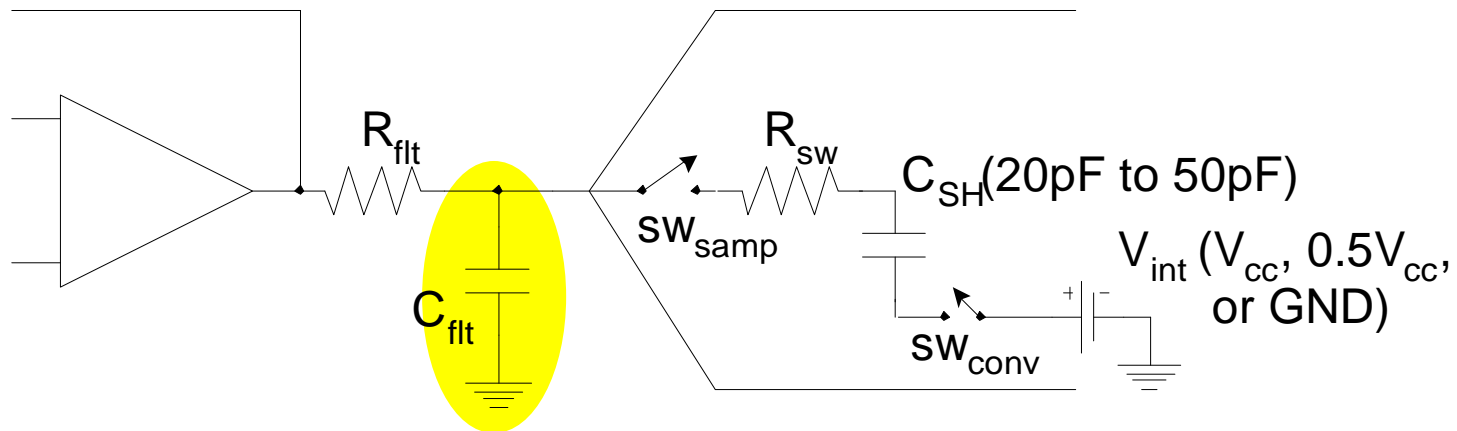 R_flt
C_flt
sw_samp
R_sw
C_SH(20pF to 50pF)
sw_conv
+ -
V_int (V_cc, 0.5V_cc,
or GND)